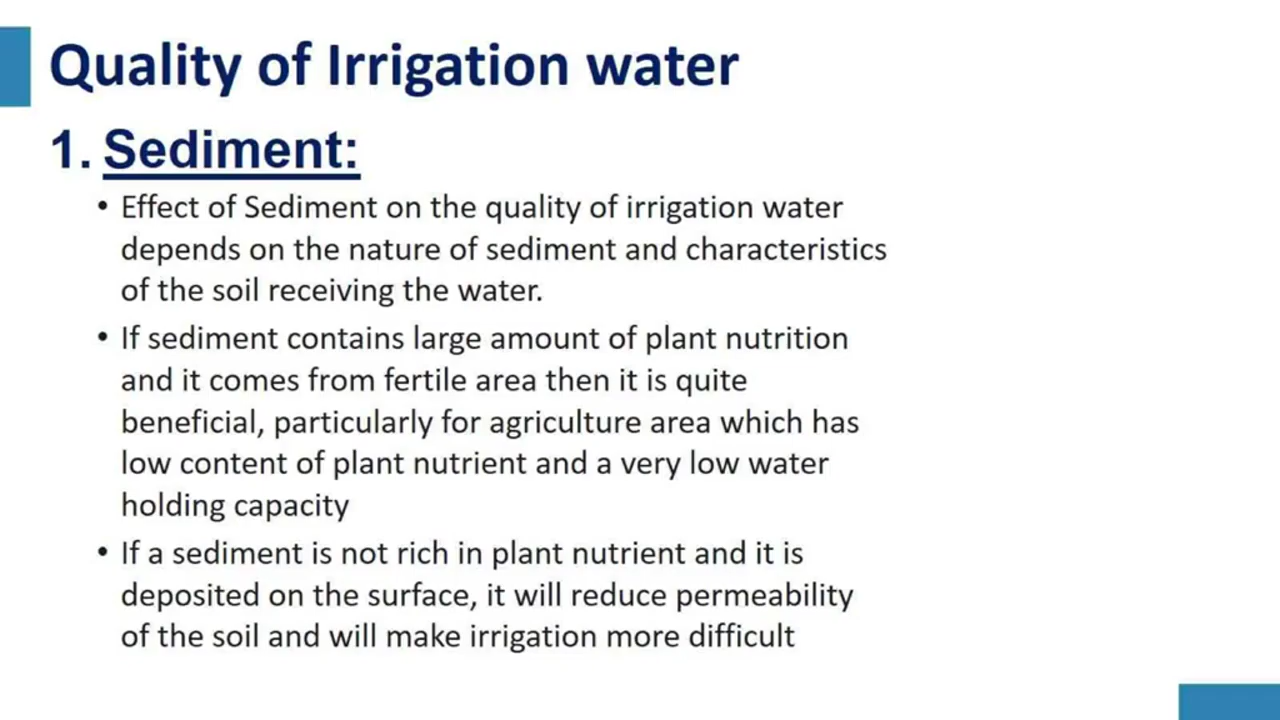 Quality of Irrigation water
1. Sediment:
• Effect of Sediment on the quality of irrigation water
depends on the nature of sediment and characteristics
of the soil receiving the water.
• If sediment contains large amount of plant nutrition
and it comes from fertile area then it is quite
beneficial, particularly for agriculture area which has
low content of plant nutrient and a very low water
holding capacity
• If a sediment is not rich in plant nutrient and it is
deposited on the surface, it will reduce permeability
of the soil and will make irrigation more difficult